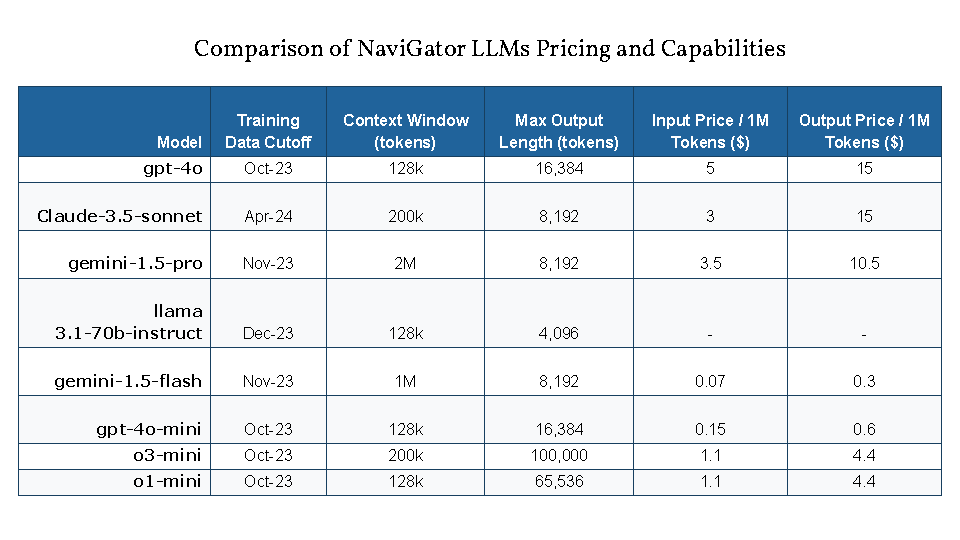 Comparison of NaviGator LLMs Pricing and Capabilities
Model Training Data Cutoff Context Window (tokens) Max Output Length (tokens) Input Price / 1M Tokens ($) Output Price / 1M Tokens ($)
gpt-4o Oct-23 128k 16,384 5 15
Claude-3.5-sonnet Apr-24 200k 8,192 3 15
gemini-1.5-pro Nov-23 2M 8,192 3.5 10.5
llama 3.1-70b-instruct Dec-23 128k 4,096 - -
gemini-1.5-flash Nov-23 1M 8,192 0.07 0.3
gpt-4o-mini Oct-23 128k 16,384 0.15 0.6
o3-mini Oct-23 200k 100,000 1.1 4.4
o1-mini Oct-23 128k 65,536 1.1 4.4